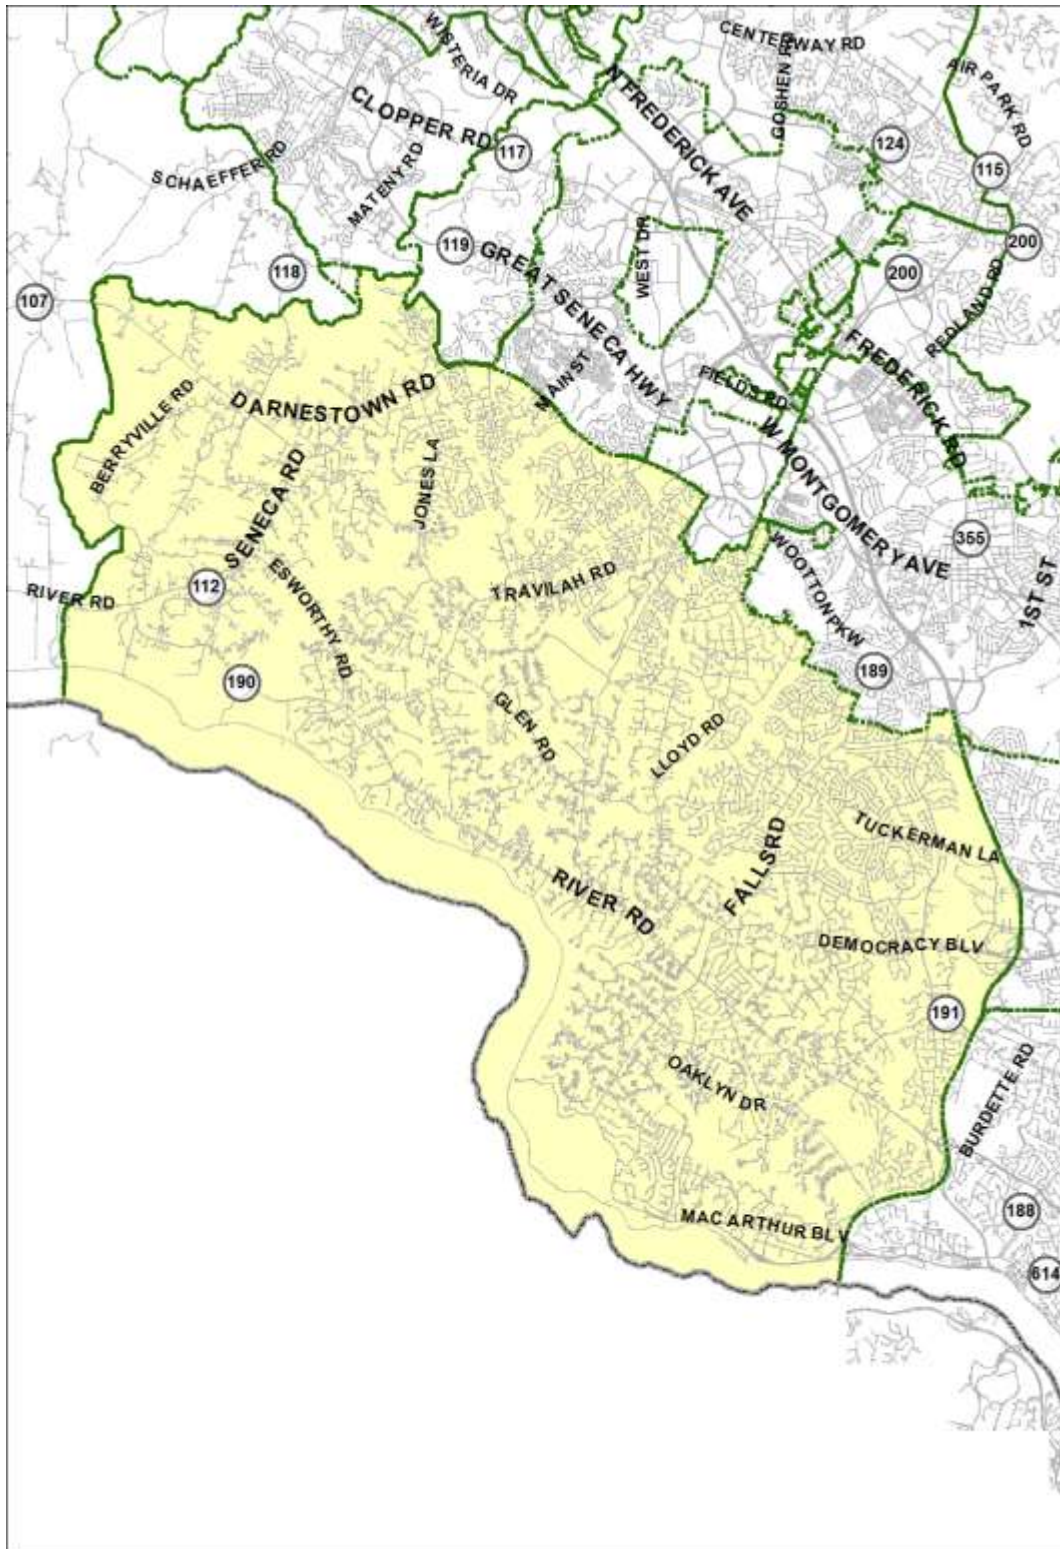 WISTERIA DR
CENTERWAY RD
GOSHEN RD
AIR PARK RD
N FREDERICK AVE
CLOPPER RD
117
124
115
SCHAEFFER RD
MATENY RD
119
118
107
GREAT SENECA HWY
WEST DR
200
200
REDLAND RD
FREDERICK RD
MAIN ST
FIELDS RD
W MONTGOMERY AVE
DARNESTOWN RD
BERRYVILLE RD
SENECA RD
JONES LA
355
WOOTTON PKW
1ST ST
RIVER RD
112
ESWORTHY RD
TRAVILAH RD
189
190
GLEN RD
LLOYD RD
TUCKERMAN LA
FALLSRD
RIVER RD
DEMOCRACY BLV
191
OAKLYN DR
BURDETTE RD
MAC ARTHUR BLV
188
614